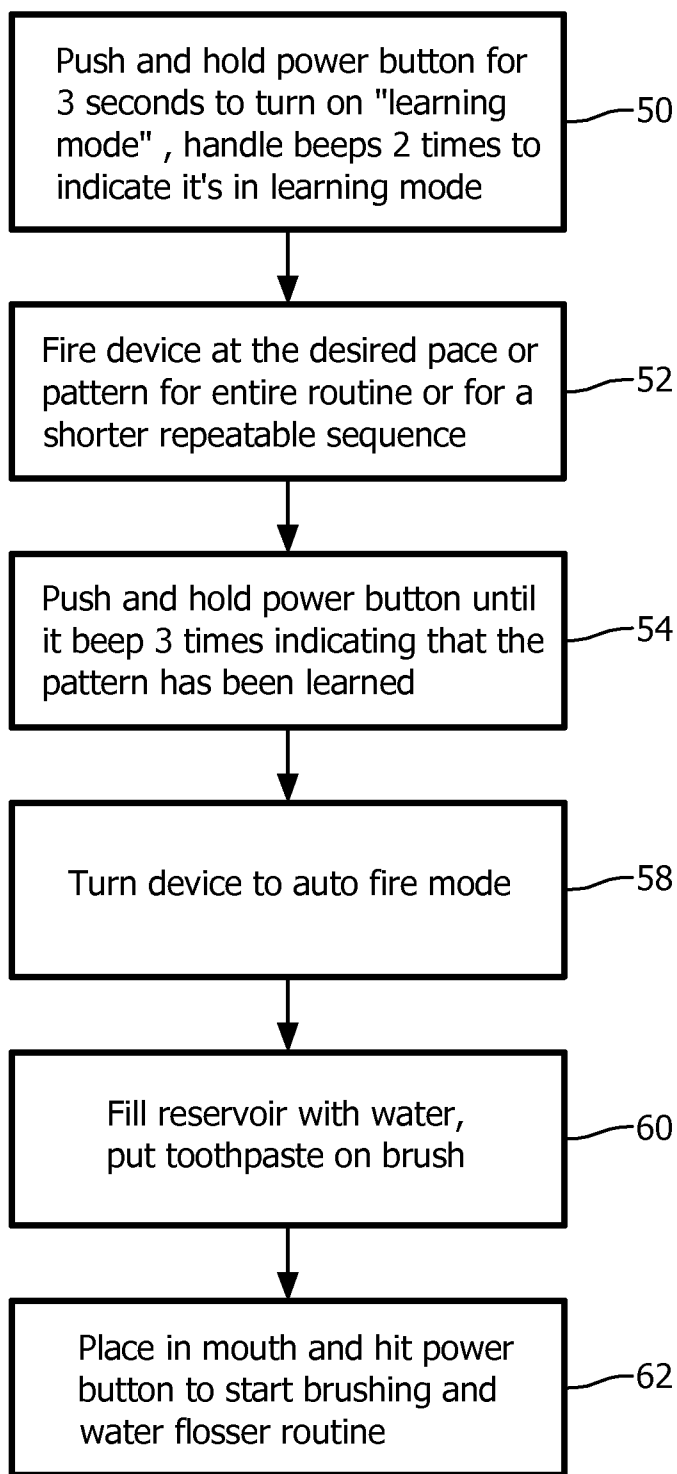 Push and hold power button for
3 seconds to turn on "learning
mode" , handle beeps 2 times to
indicate it's in learning mode
50
Fire device at the desired pace or
pattern for entire routine or for a
shorter repeatable sequence
52
Push and hold power button until
it beep 3 times indicating that the
pattern has been learned
54
Turn device to auto fire mode
58
Fill reservoir with water,
put toothpaste on brush
60
Place in mouth and hit power
button to start brushing and
water flosser routine
62